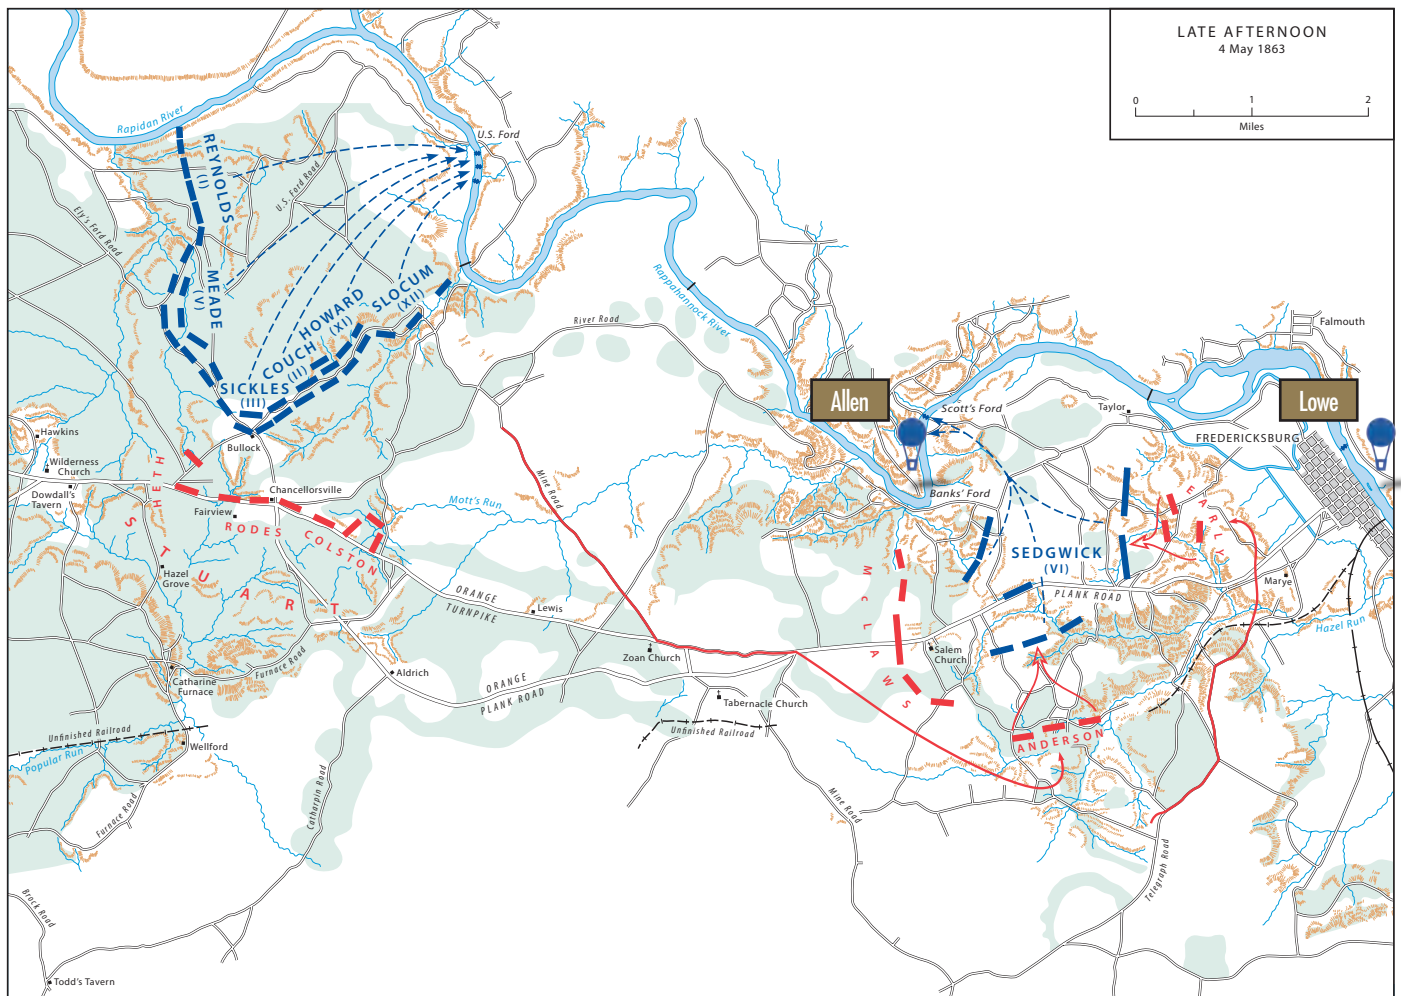 LATE AFTERNOON
4 May 1863
0
1
2
Miles
Rapidan River
U.S. Ford
REYNOLDS
(I)
U.S. Ford Road
Ely's Ford Road
MEADE
(V)
SLOCUM
(XII)
HOWARD
(XI)
COUCH
(II)
SICKLES
(III)
Rappahannock River
River Road
Falmouth
Allen
Lowe
Scott's Ford
Taylor
FREDERICKSBURG
Hawkins
Bullock
Wilderness
Church
HETH
Dowdall's
Tavern
Chancellorsville
Fairview
Mott's Run
Mine Road
Banks' Ford
EARLY
RODES
COLSTON
STUART
Hazel
Grove
SEDGWICK
(VI)
McLAWS
Marye
PLANK ROAD
Hazel Run
ORANGE
TURNPIKE
Lewis
Salem
Church
Zoan Church
Furnace Road
Catharine
Furnace
Aldrich
ORANGE
PLANK ROAD
Tabernacle Church
Unfinished Railroad
Unfinished Railroad
ANDERSON
Popular Run
Wellford
Furnace Road
Catharpin Road
Mine Road
Telegraph Road
Brock Road
Todd's Tavern